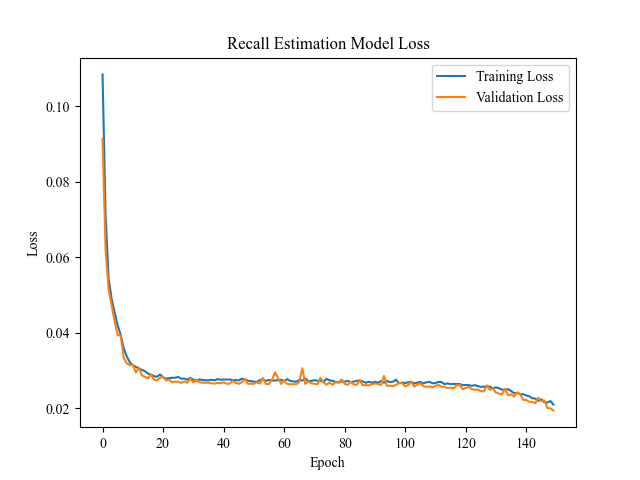 Recall Estimation Model Loss
Training Loss
Validation Loss
0.10
0.08
0.06
0.04
0.02
Loss
0
20
40
60
80
100
120
140
Epoch